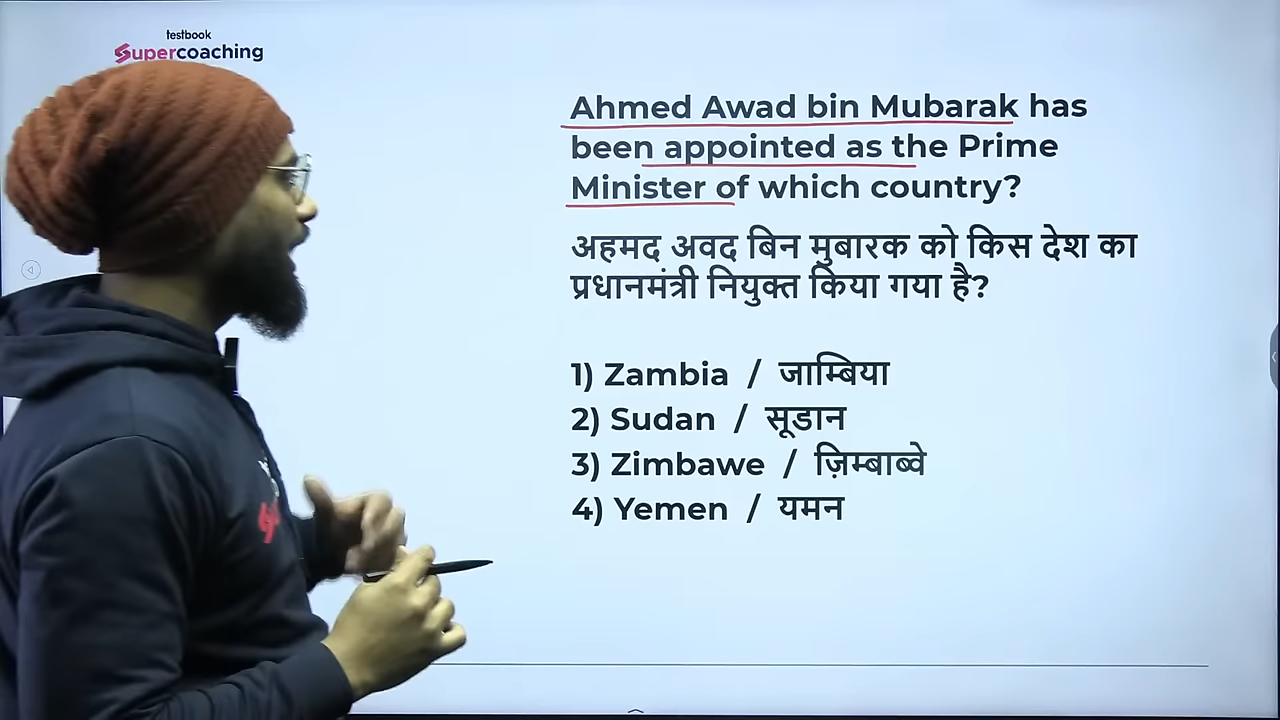 testbook
Supercoaching
Ahmed Awad bin Mubarak has
been appointed as the Prime
Minister of which country?
अहमद अवद बिन मुबारक को किस देश का
प्रधानमंत्री नियुक्त किया गया है?
1) Zambia / जाम्बिया
2) Sudan / सूडान
3) Zimbawe / ज़िम्बाब्वे
4) Yemen / यमन